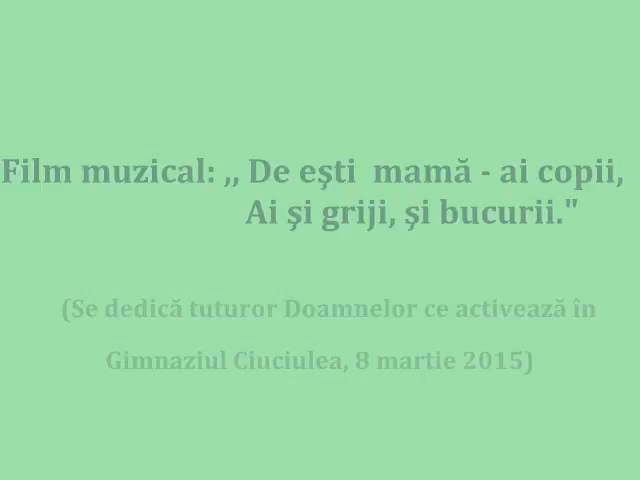 Film muzical: ,, De eşti  mamă - ai copii,
Ai şi griji, şi bucurii."
(Se dedică tuturor Doamnelor ce activează în
Gimnaziul Ciuciulea, 8 martie 2015)